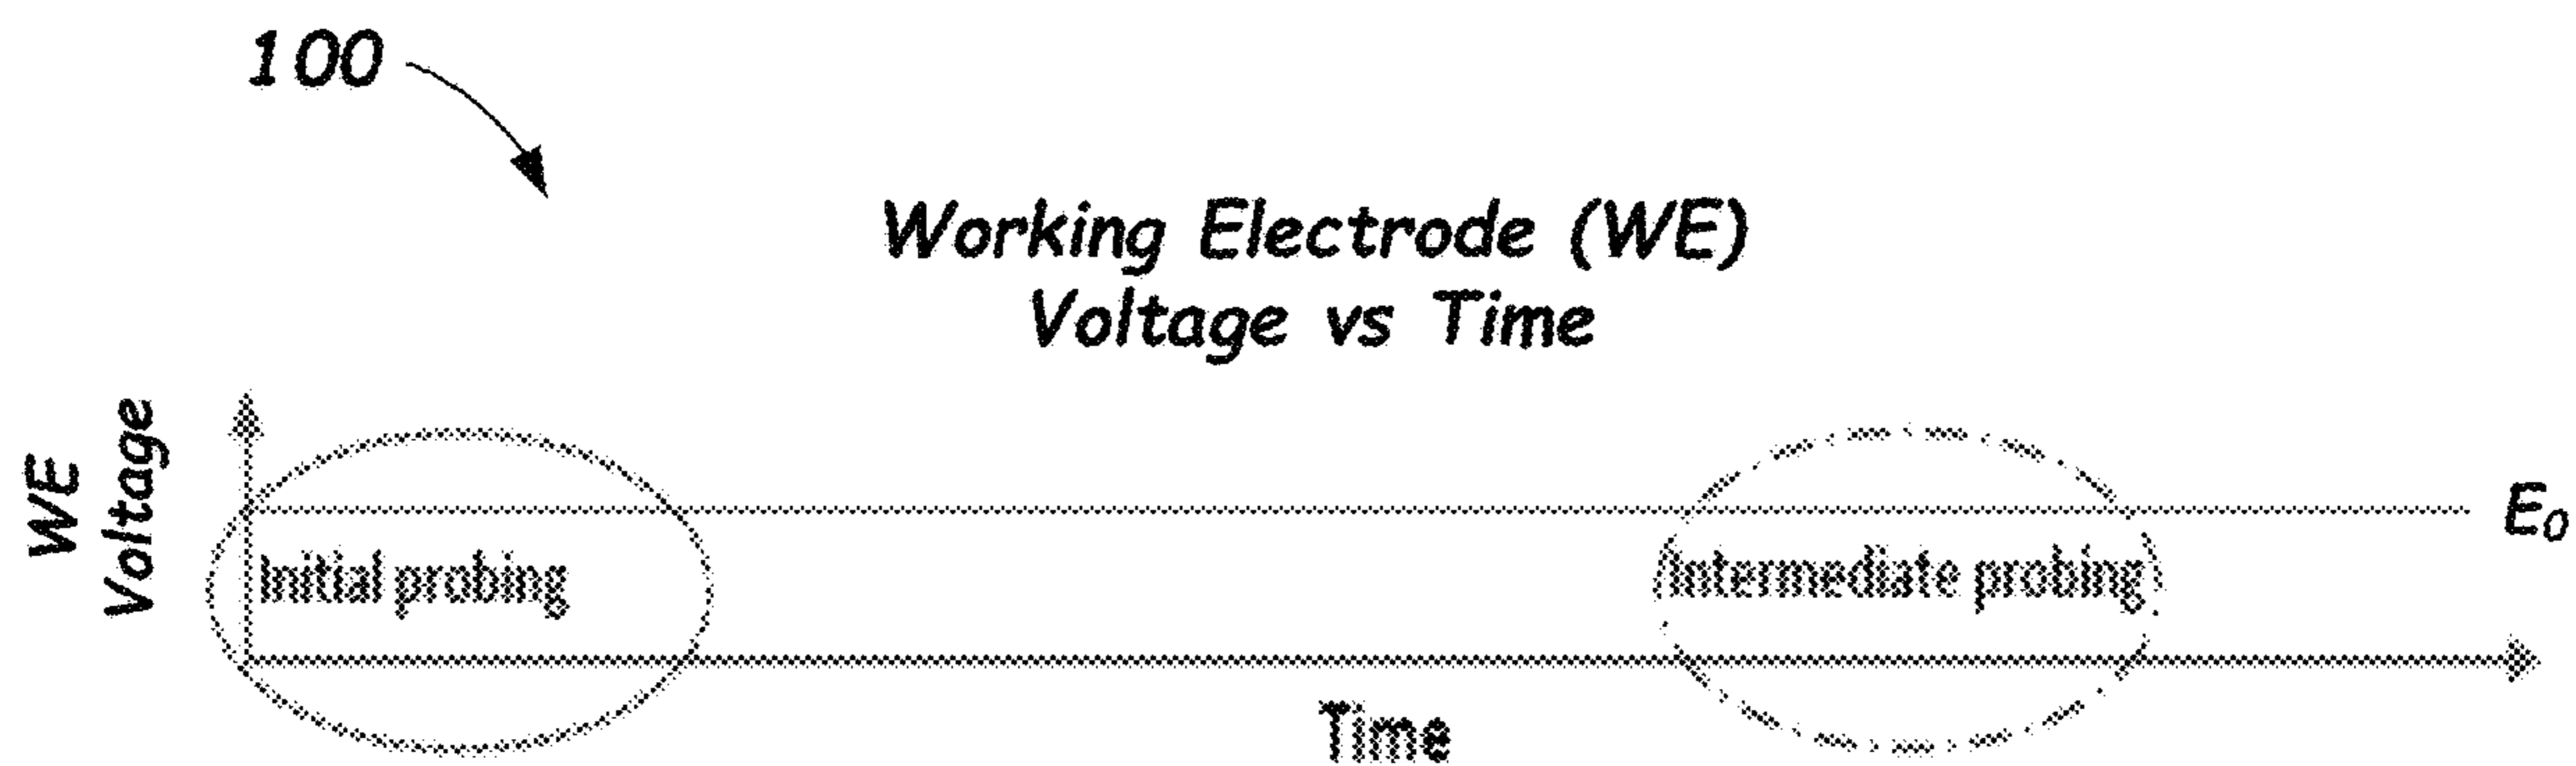 100
Working Electrode (WE)
Voltage vs Time
WE
Voltage
E₀
Initial probing
Intermediate probing
Time